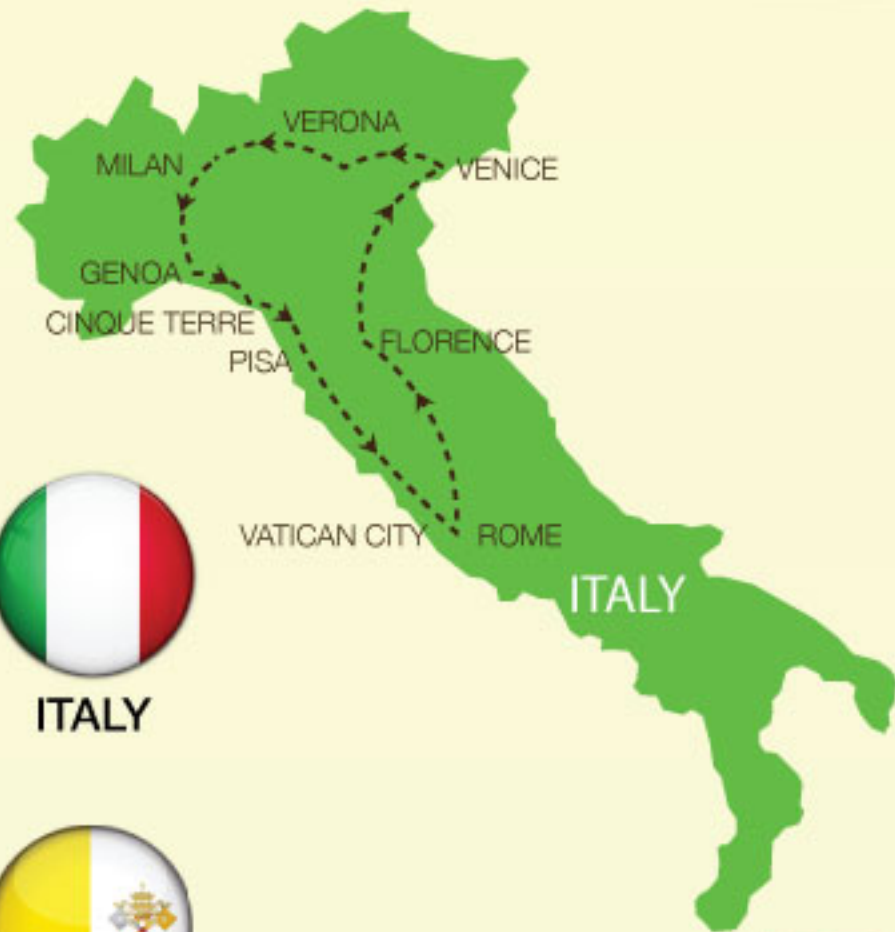 VERONA
MILAN
VENICE
GENOA
CINQUE TERRE
FLORENCE
PISA
VATICAN CITY
ROME
ITALY
ITALY